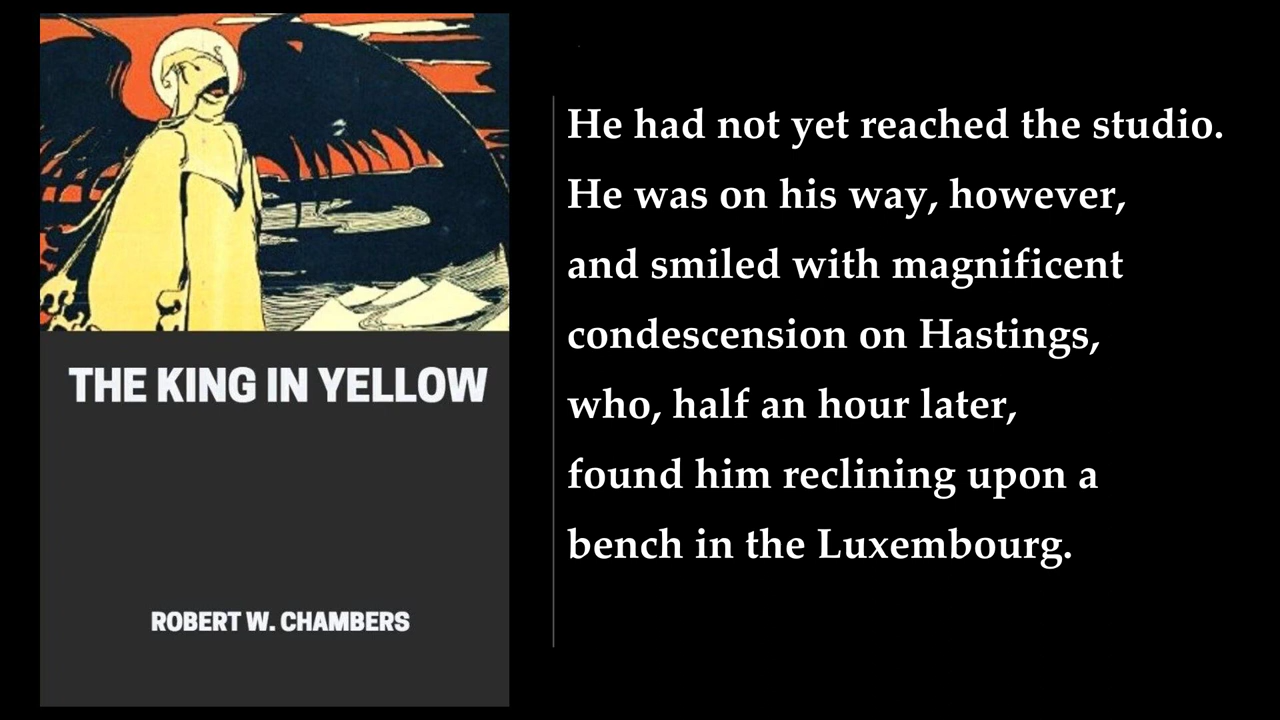 THE KING IN YELLOW
ROBERT W. CHAMBERS
He had not yet reached the studio.
He was on his way, however,
and smiled with magnificent
condescension on Hastings,
who, half an hour later,
found him reclining upon a
bench in the Luxembourg.